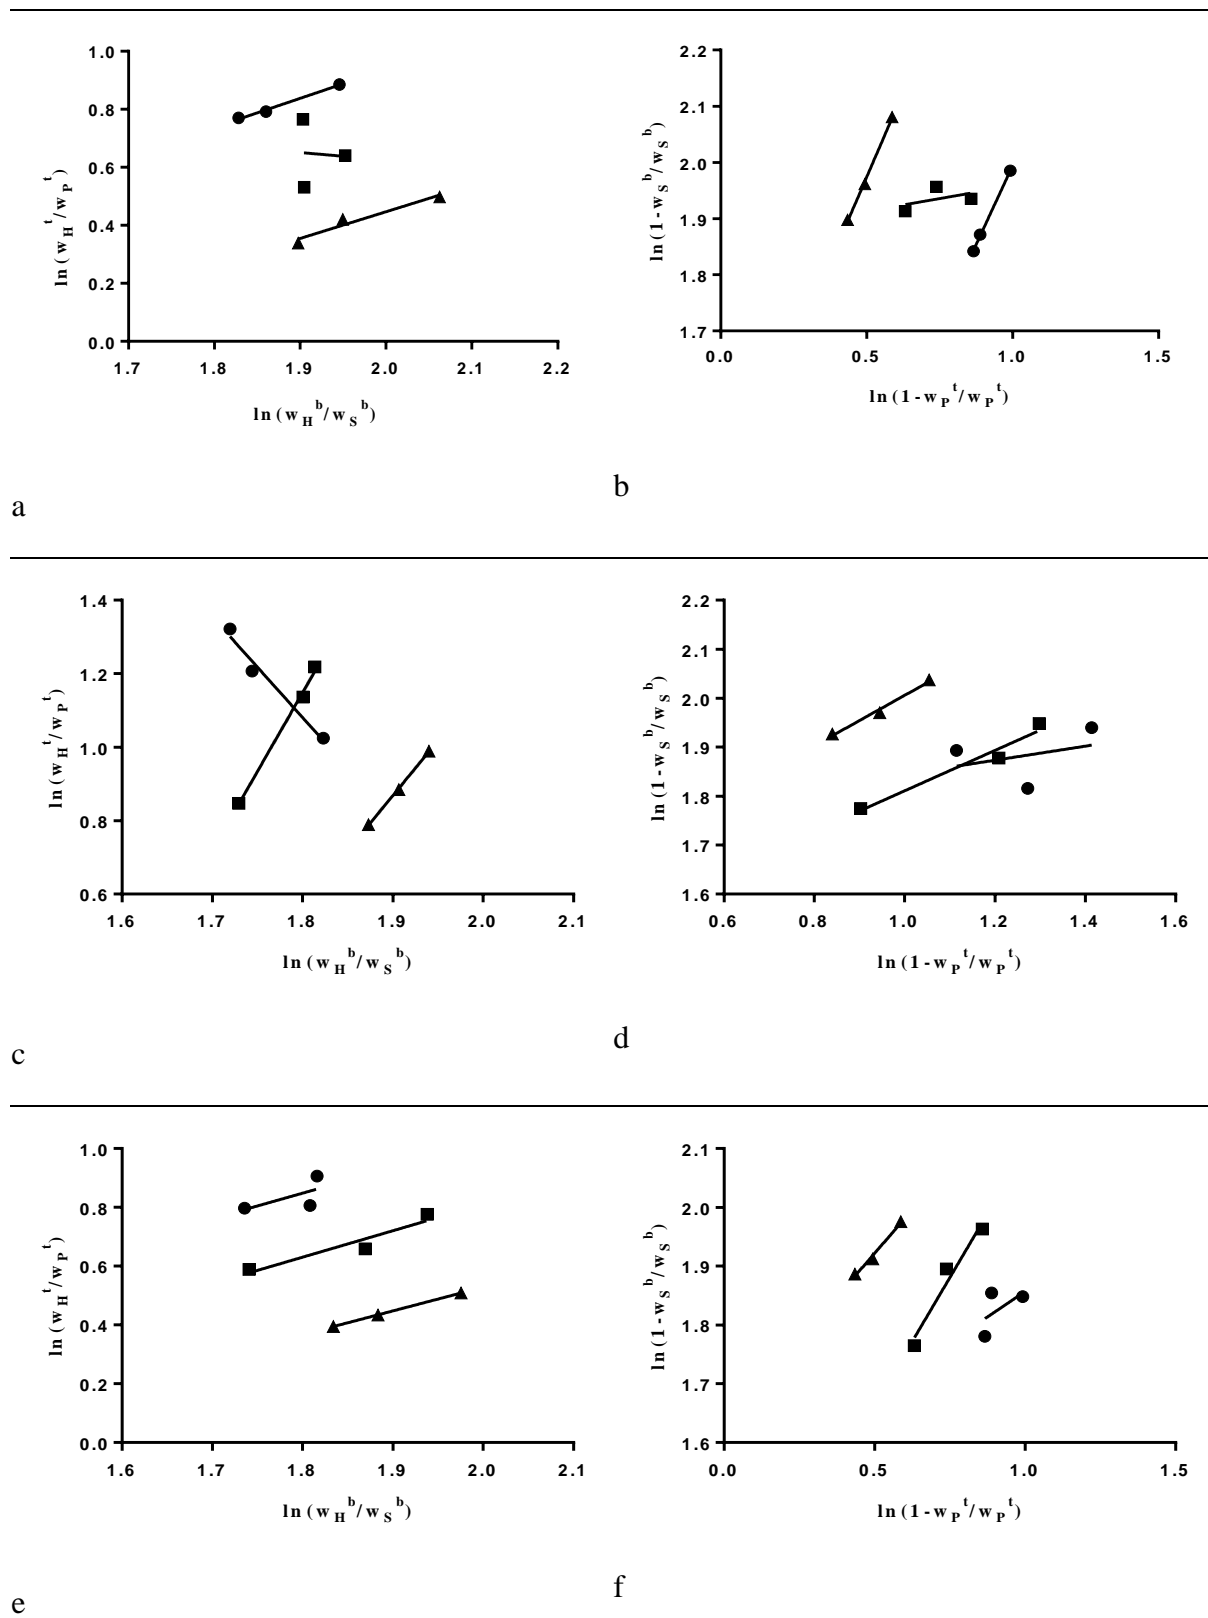 1.0
0.8
0.6
0.4
0.2
0.0
ln (w_H^t/w_P^t)
1.7 1.8 1.9 2.0 2.1 2.2
ln (w_H^b/w_S^b)
a
2.2
2.1
2.0
1.9
1.8
1.7
ln (1-w_S^b/w_S^b)
0.0 0.5 1.0 1.5
ln (1-w_P^t/w_P^t)
b
1.4
1.2
1.0
0.8
0.6
ln (w_H^t/w_P^t)
1.6 1.7 1.8 1.9 2.0 2.1
ln (w_H^b/w_S^b)
c
2.2
2.1
2.0
1.9
1.8
1.7
1.6
ln (1-w_S^b/w_S^b)
0.6 0.8 1.0 1.2 1.4 1.6
ln (1-w_P^t/w_P^t)
d
1.0
0.8
0.6
0.4
0.2
0.0
ln (w_H^t/w_P^t)
1.6 1.7 1.8 1.9 2.0 2.1
ln (w_H^b/w_S^b)
e
2.1
2.0
1.9
1.8
1.7
1.6
ln (1-w_S^b/w_S^b)
0.0 0.5 1.0 1.5
ln (1-w_P^t/w_P^t)
f